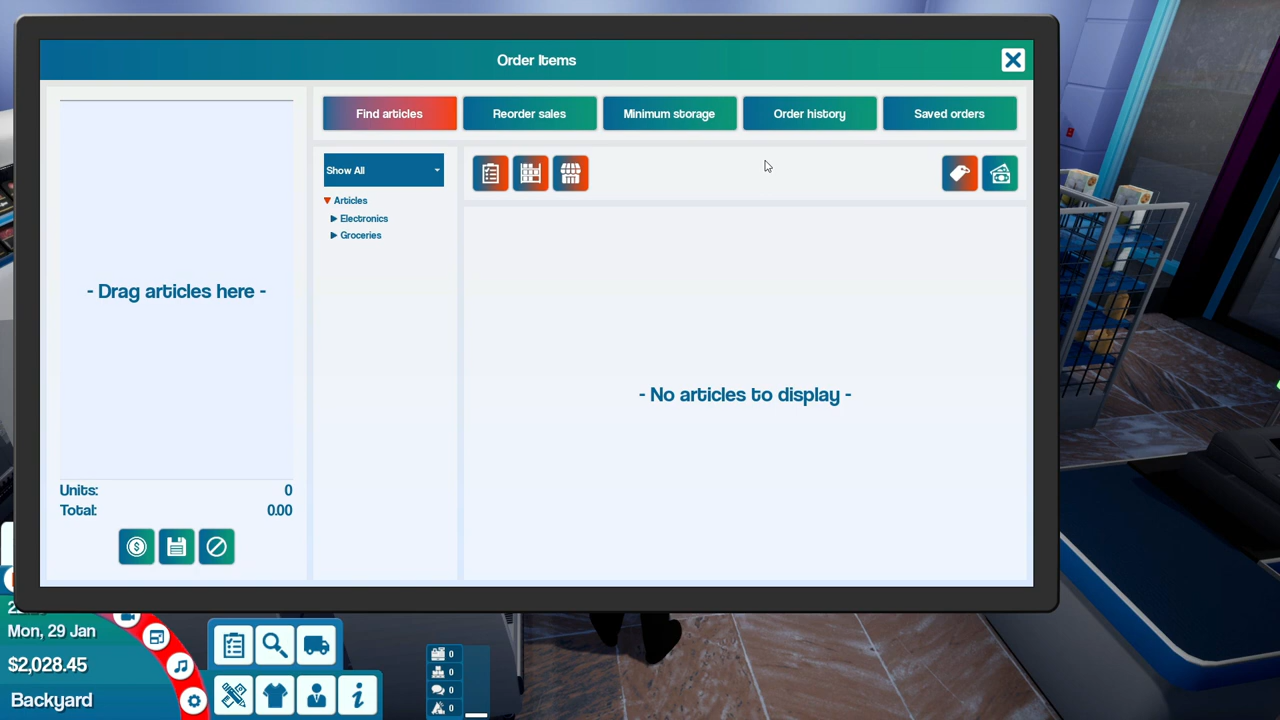 Order Items
Find articles
Reorder sales
Minimum storage
Order history
Saved orders
Show All
Articles
Electronics
Groceries
- Drag articles here -
- No articles to display -
Units: 0
Total: 0.00
Mon, 29 Jan
$2,028.45
Backyard
0
0
0
0